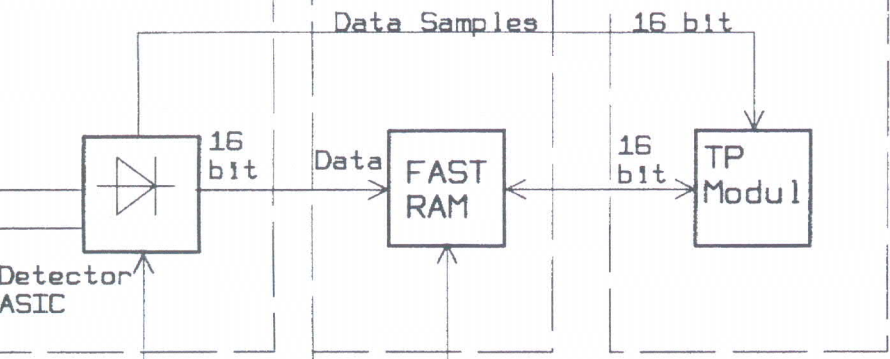 Data Samples 16 bit
16
bit
Data
FAST
RAM
16
bit
TP
Modul
Detector
ASIC